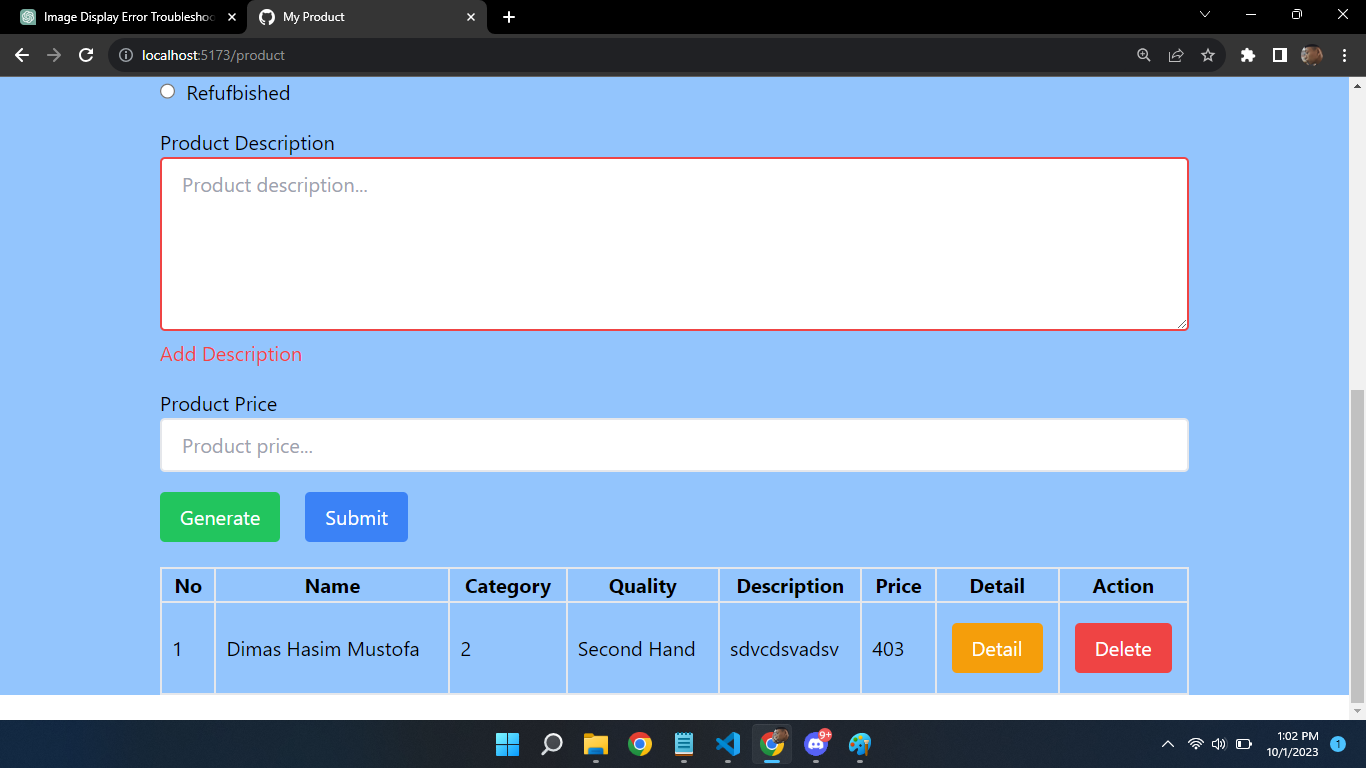 Image Display Error Troubleshoo
My Product
localhost:5173/product
Refufbished
Product Description
Product description...
Add Description
Product Price
Product price...
Generate Submit
No Name Category Quality Description Price Detail Action
1 Dimas Hasim Mustofa 2 Second Hand sdvcdsvadsv 403 Detail Delete
9+
1:02 PM
10/1/2023
1